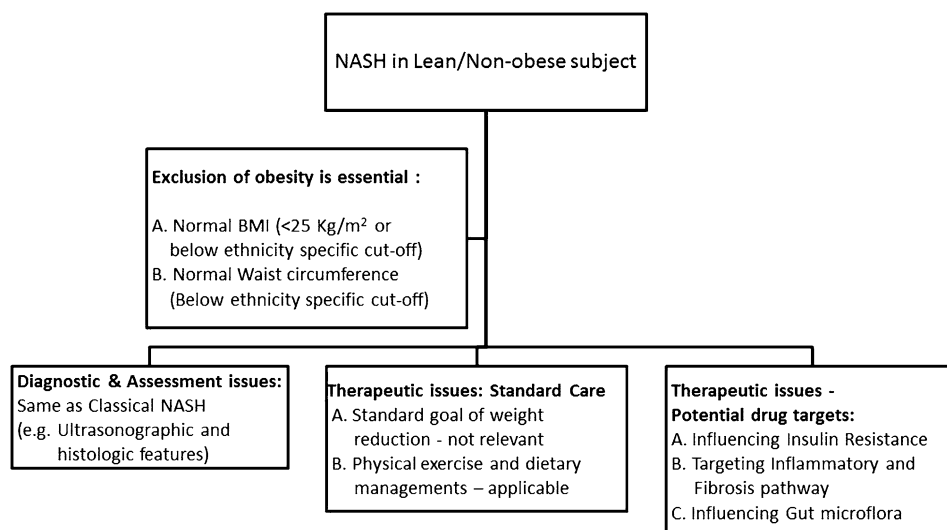 NASH in Lean/Non-obese subject
Exclusion of obesity is essential :
A. Normal BMI (<25 Kg/m² or
below ethnicity specific cut-off)
B. Normal Waist circumference
(Below ethnicity specific cut-off)
Diagnostic & Assessment issues:
Same as Classical NASH
(e.g. Ultrasonographic and
histologic features)
Therapeutic issues: Standard Care
A. Standard goal of weight
reduction - not relevant
B. Physical exercise and dietary
managements – applicable
Therapeutic issues -
Potential drug targets:
A. Influencing Insulin Resistance
B. Targeting Inflammatory and
Fibrosis pathway
C. Influencing Gut microflora